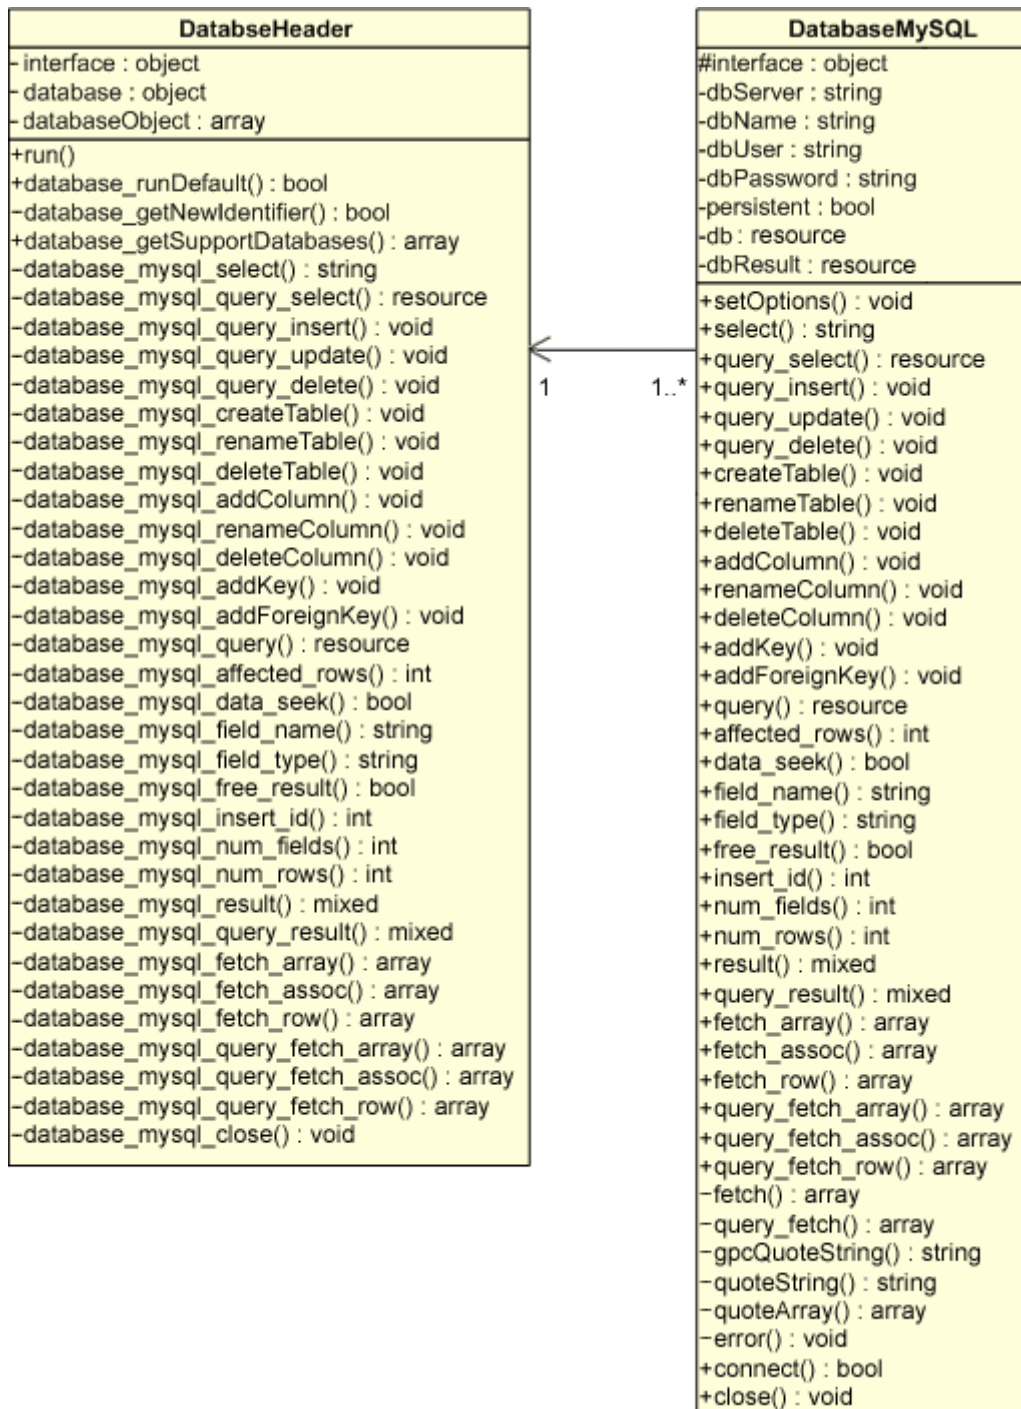 DatabseHeader
- interface : object
- database : object
- databaseObject : array
+run()
+database_runDefault() : bool
−database_getNewIdentifier() : bool
+database_getSupportDatabases() : array
−database_mysql_select() : string
−database_mysql_query_select() : resource
−database_mysql_query_insert() : void
−database_mysql_query_update() : void
−database_mysql_query_delete() : void
−database_mysql_createTable() : void
−database_mysql_renameTable() : void
−database_mysql_deleteTable() : void
−database_mysql_addColumn() : void
−database_mysql_renameColumn() : void
−database_mysql_deleteColumn() : void
−database_mysql_addKey() : void
−database_mysql_addForeignKey() : void
−database_mysql_query() : resource
−database_mysql_affected_rows() : int
−database_mysql_data_seek() : bool
−database_mysql_field_name() : string
−database_mysql_field_type() : string
−database_mysql_free_result() : bool
−database_mysql_insert_id() : int
−database_mysql_num_fields() : int
−database_mysql_num_rows() : int
−database_mysql_result() : mixed
−database_mysql_query_result() : mixed
−database_mysql_fetch_array() : array
−database_mysql_fetch_assoc() : array
−database_mysql_fetch_row() : array
−database_mysql_query_fetch_array() : array
−database_mysql_query_fetch_assoc() : array
−database_mysql_query_fetch_row() : array
−database_mysql_close() : void
1
1..*
DatabaseMySQL
#interface : object
-dbServer : string
-dbName : string
-dbUser : string
-dbPassword : string
-persistent : bool
-db : resource
-dbResult : resource
+setOptions() : void
+select() : string
+query_select() : resource
+query_insert() : void
+query_update() : void
+query_delete() : void
+createTable() : void
+renameTable() : void
+deleteTable() : void
+addColumn() : void
+renameColumn() : void
+deleteColumn() : void
+addKey() : void
+addForeignKey() : void
+query() : resource
+affected_rows() : int
+data_seek() : bool
+field_name() : string
+field_type() : string
+free_result() : bool
+insert_id() : int
+num_fields() : int
+num_rows() : int
+result() : mixed
+query_result() : mixed
+fetch_array() : array
+fetch_assoc() : array
+fetch_row() : array
+query_fetch_array() : array
+query_fetch_assoc() : array
+query_fetch_row() : array
−fetch() : array
−query_fetch() : array
−gpcQuoteString() : string
−quoteString() : string
−quoteArray() : array
−error() : void
+connect() : bool
+close() : void